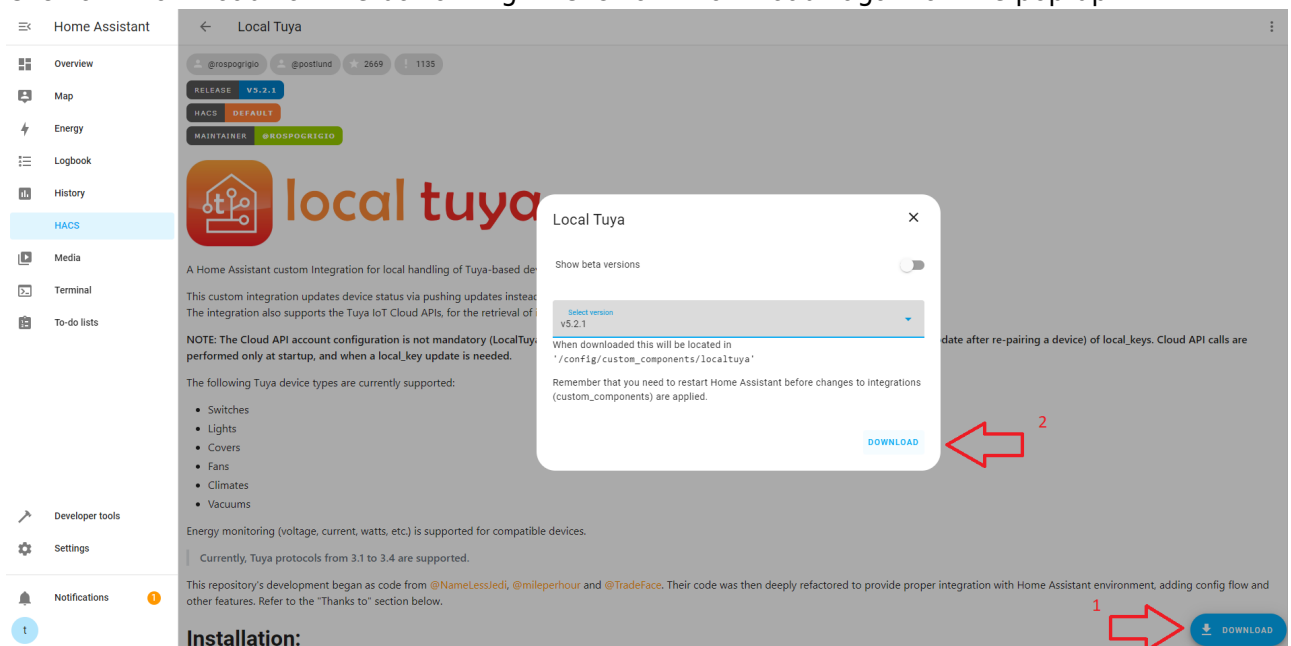 Home Assistant
Local Tuya
Overview
Map
Energy
Logbook
History
HACS
Media
Terminal
To-do lists
Developer tools
Settings
Notifications
1
t
@rospogrigio
@postlund
2669
1135
RELEASE V5.2.1
HACS DEFAULT
MAINTAINER @ROSPOGRIGIO
local tuya
A Home Assistant custom Integration for local handling of Tuya-based
This custom integration updates device status via pushing updates
The integration also supports the Tuya IoT Cloud APIs, for the retrieval of
NOTE: The Cloud API account configuration is not mandatory
after re-pairing a device) of local_keys. Cloud API calls are
performed only at startup, and when a local_key update is needed.
The following Tuya device types are currently supported:
• Switches
• Lights
• Covers
• Fans
• Climates
• Vacuums
Energy monitoring (voltage, current, watts, etc.) is supported for compatible devices.
Currently, Tuya protocols from 3.1 to 3.4 are supported.
This repository's development began as code from @NameLessJedi, @mileperhour and @TradeFace. Their code was then deeply refactored to provide proper integration with Home Assistant environment, adding config flow and
other features. Refer to the "Thanks to" section below.
Installation:
Local Tuya
Show beta versions
Select version
v5.2.1
When downloaded this will be located in
'/config/custom_components/localtuya'
Remember that you need to restart Home Assistant before changes to integrations
(custom_components) are applied.
DOWNLOAD
2
1
DOWNLOAD